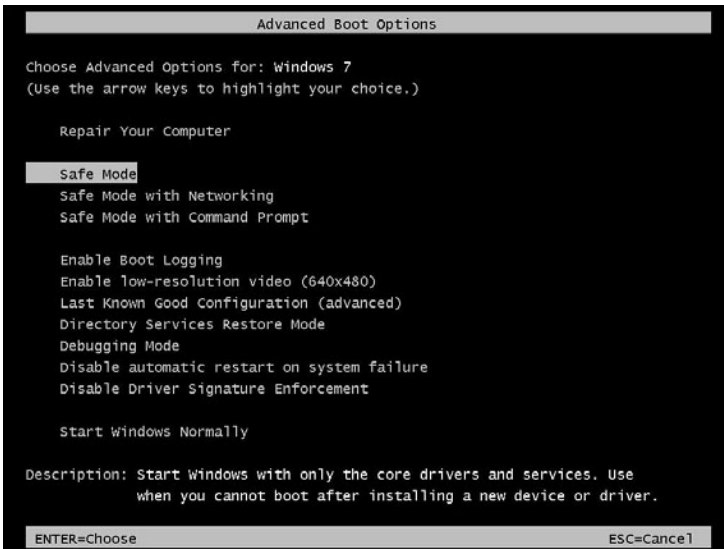 Advanced Boot Options
Choose Advanced Options for: Windows 7
(Use the arrow keys to highlight your choice.)
Repair Your Computer
Safe Mode
Safe Mode with Networking
Safe Mode with Command Prompt
Enable Boot Logging
Enable low-resolution video (640x480)
Last Known Good Configuration (advanced)
Directory Services Restore Mode
Debugging Mode
Disable automatic restart on system failure
Disable Driver Signature Enforcement
Start Windows Normally
Description: Start Windows with only the core drivers and services. Use
when you cannot boot after installing a new device or driver.
ENTER=Choose ESC=Cancel